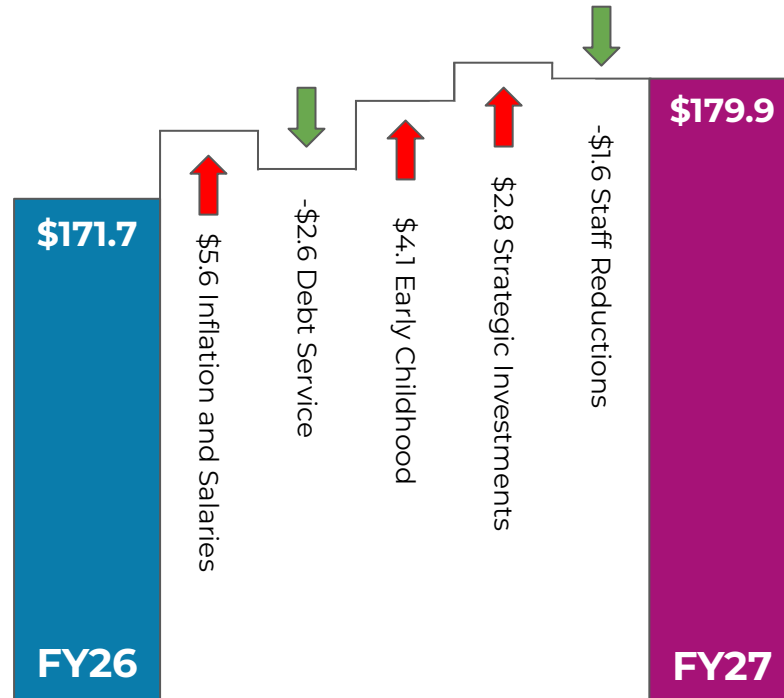 $171.7
FY26
$5.6 Inflation and Salaries
-$2.6 Debt Service
$4.1 Early Childhood
$2.8 Strategic Investments
-$1.6 Staff Reductions
$179.9
FY27